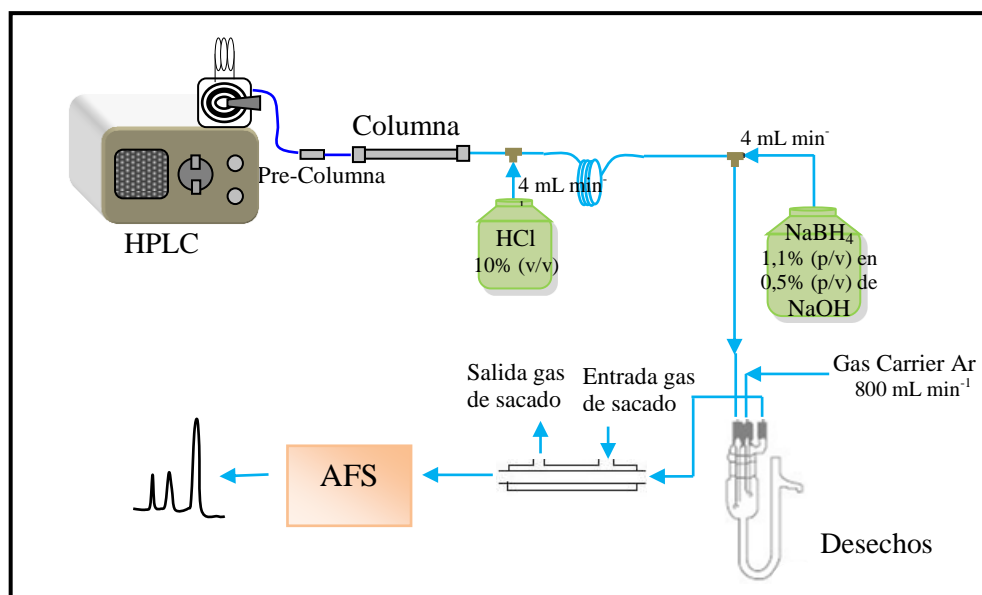 HPLC
Pre-Columna
Columna
4 mL min-
1
HCl
10% (v/v)
4 mL min-
NaBH4
1,1% (p/v) en
0,5% (p/v) de
NaOH
Gas Carrier Ar
800 mL min-1
Salida gas
de sacado
Entrada gas
de sacado
AFS
Desechos